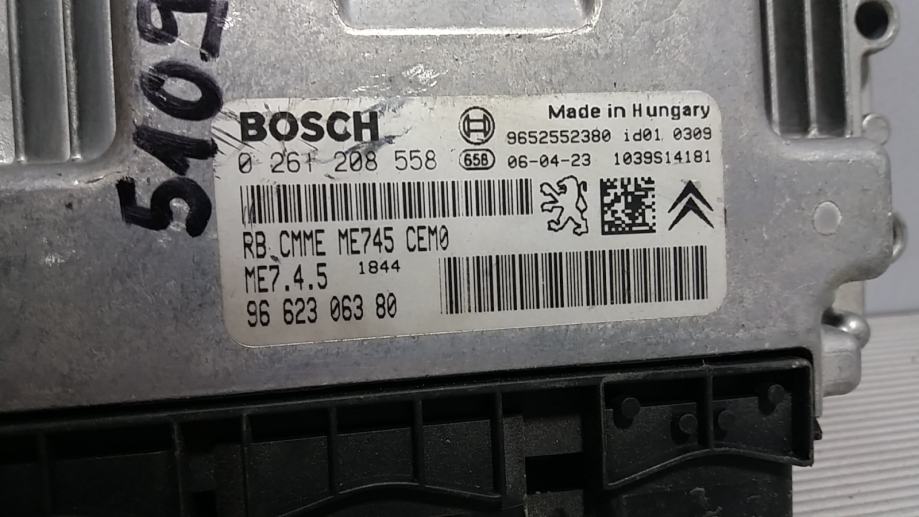 5109
BOSCH
Made in Hungary
9652552380 id01 0309
0 261 208 558 658 06-04-23 1039S14181
RB CMME ME745 CEM0
ME7.4.5 1844
96 623 063 80